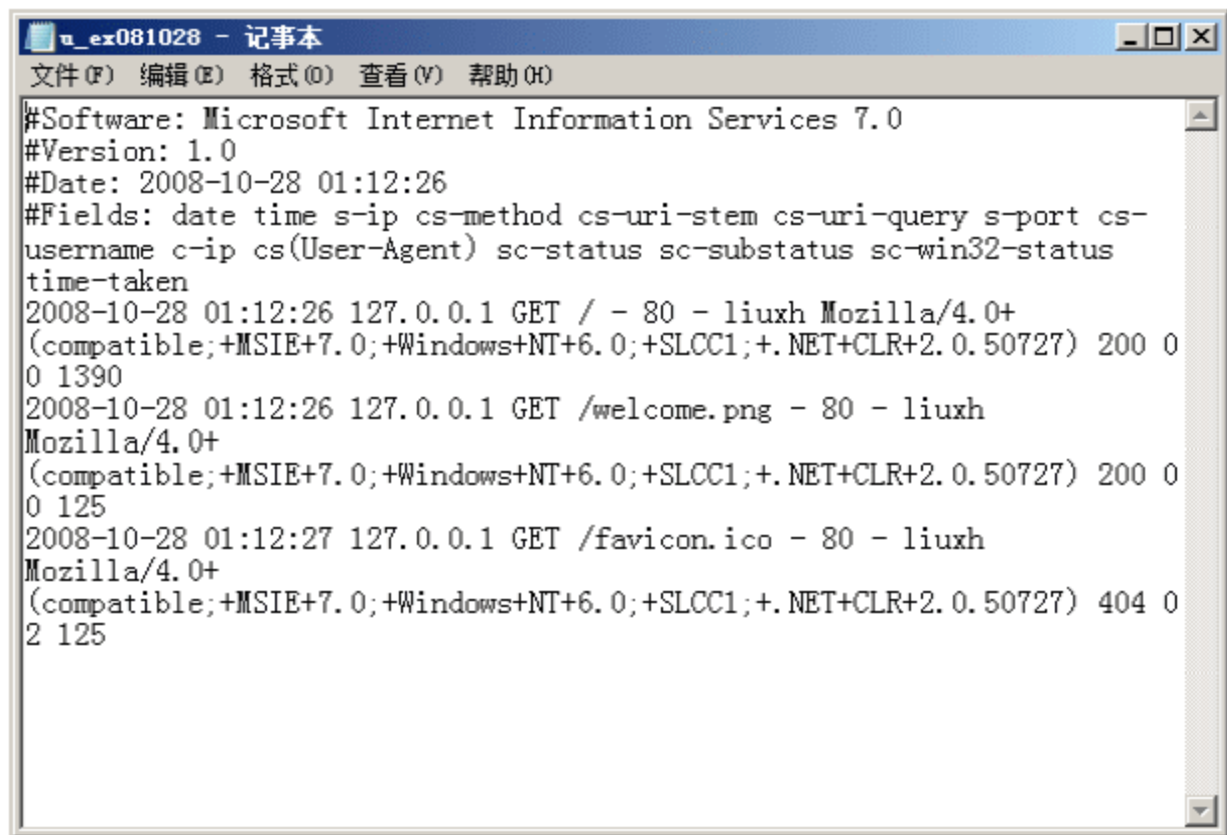 u_ex081028 - 记事本
文件(F) 编辑(E) 格式(O) 查看(V) 帮助(H)
#Software: Microsoft Internet Information Services 7.0
#Version: 1.0
#Date: 2008-10-28 01:12:26
#Fields: date time s-ip cs-method cs-uri-stem cs-uri-query s-port cs-
username c-ip cs(User-Agent) sc-status sc-substatus sc-win32-status
time-taken
2008-10-28 01:12:26 127.0.0.1 GET / - 80 - liuxh Mozilla/4.0+
(compatible;+MSIE+7.0;+Windows+NT+6.0;+SLCC1;+.NET+CLR+2.0.50727) 200 0
0 1390
2008-10-28 01:12:26 127.0.0.1 GET /welcome.png - 80 - liuxh
Mozilla/4.0+
(compatible;+MSIE+7.0;+Windows+NT+6.0;+SLCC1;+.NET+CLR+2.0.50727) 200 0
0 125
2008-10-28 01:12:27 127.0.0.1 GET /favicon.ico - 80 - liuxh
Mozilla/4.0+
(compatible;+MSIE+7.0;+Windows+NT+6.0;+SLCC1;+.NET+CLR+2.0.50727) 404 0
2 125